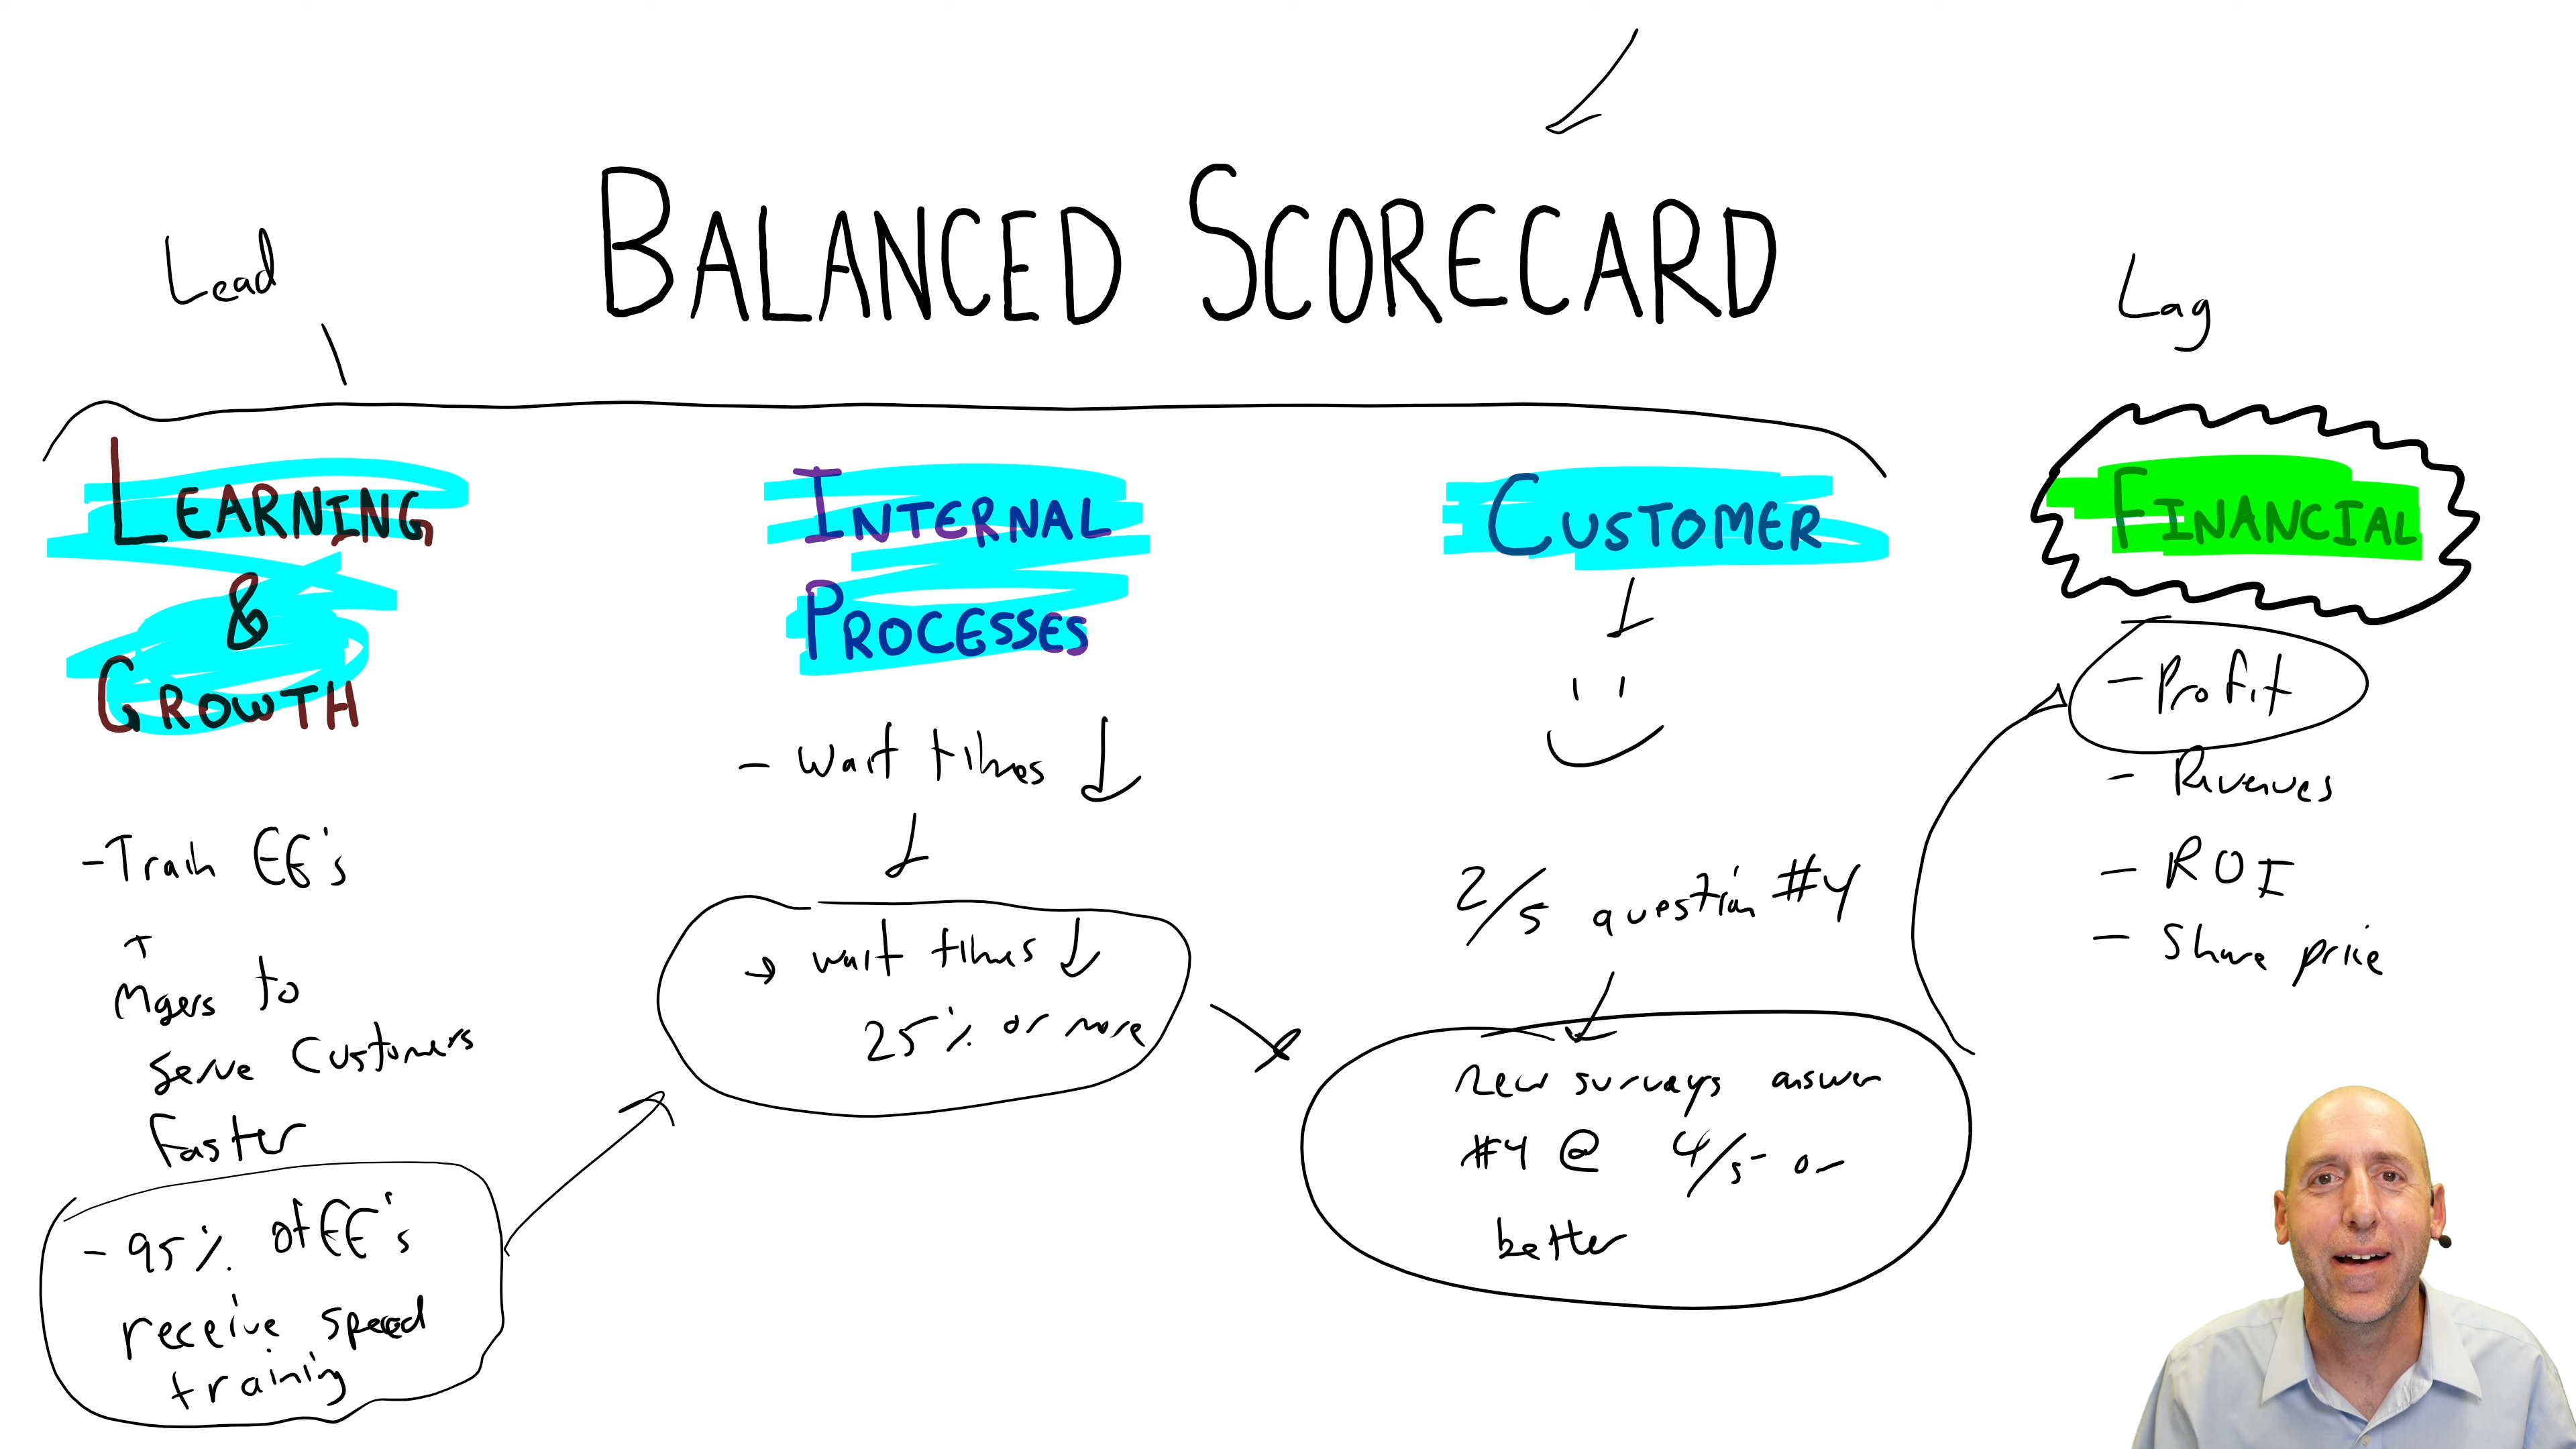 BALANCED SCORECARD
Lead
Lag
LEARNING
&
GROWTH
- Train EE's
Mgers to
serve customers
faster
- 95% of EE's
receive speed
training
INTERNAL
PROCESSES
- wait times ↓
→ wait times ↓
25% or more
CUSTOMER
2/5 question #4
new surveys answer
#4 @ 4/5 or
better
FINANCIAL
- Profit
- Revenues
- ROI
- Share price